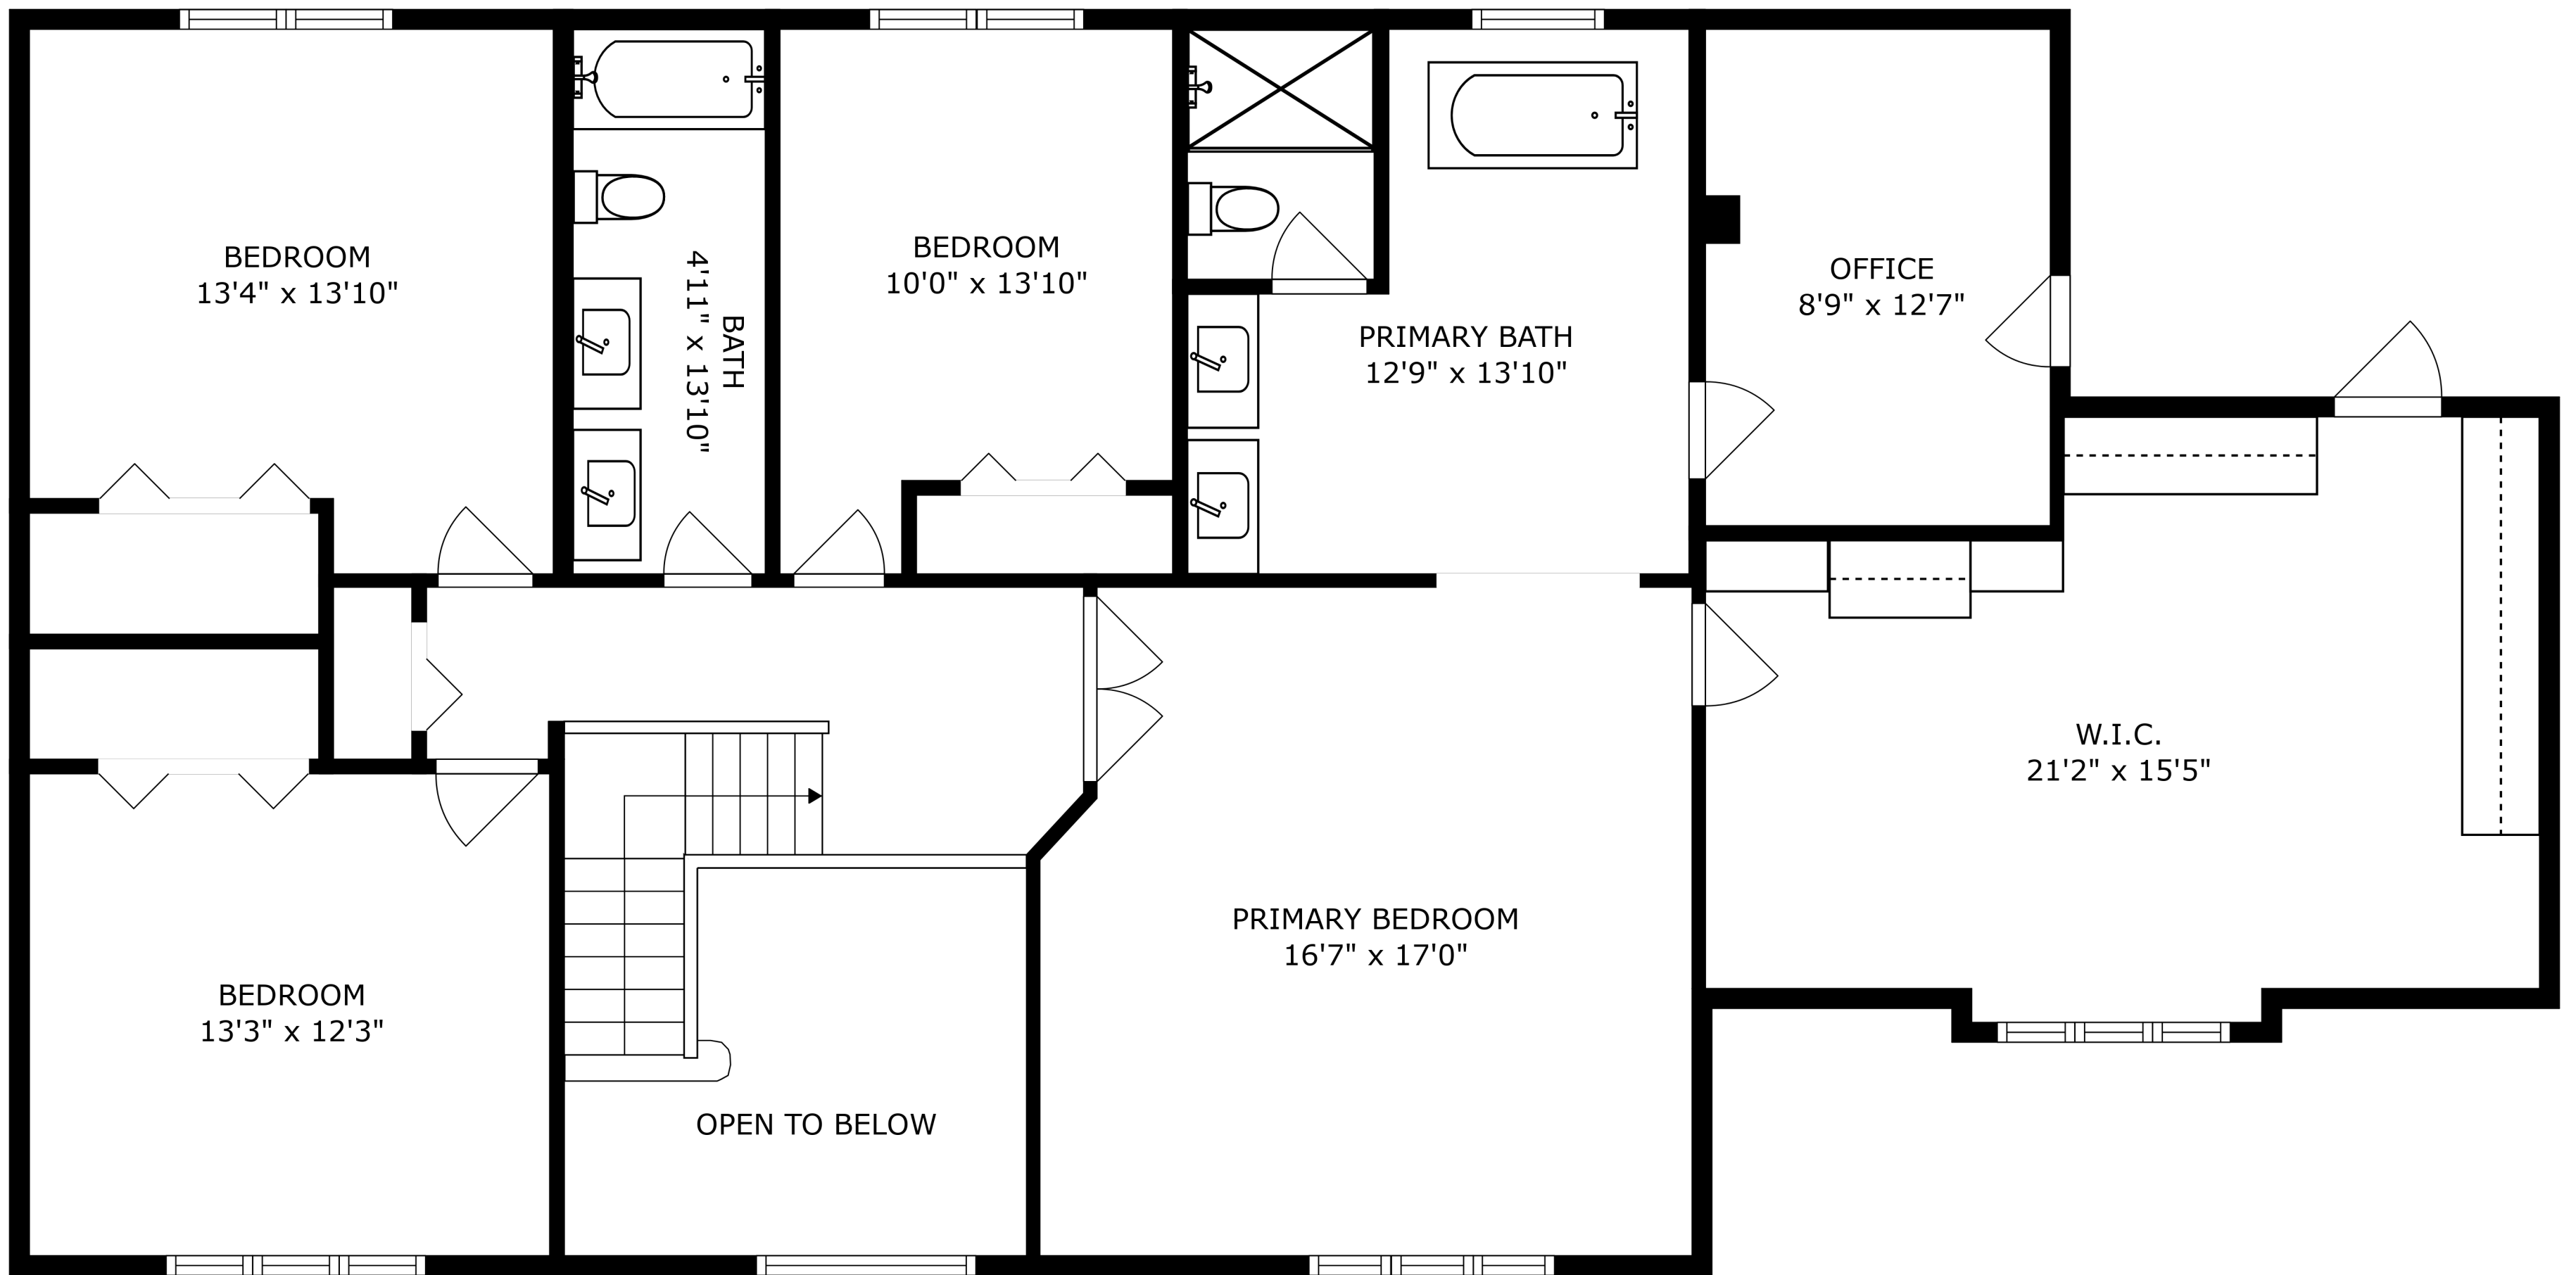 BEDROOM
13'4" x 13'10"
BATH
4'11" x 13'10"
BEDROOM
10'0" x 13'10"
PRIMARY BATH
12'9" x 13'10"
OFFICE
8'9" x 12'7"
W.I.C.
21'2" x 15'5"
PRIMARY BEDROOM
16'7" x 17'0"
BEDROOM
13'3" x 12'3"
OPEN TO BELOW